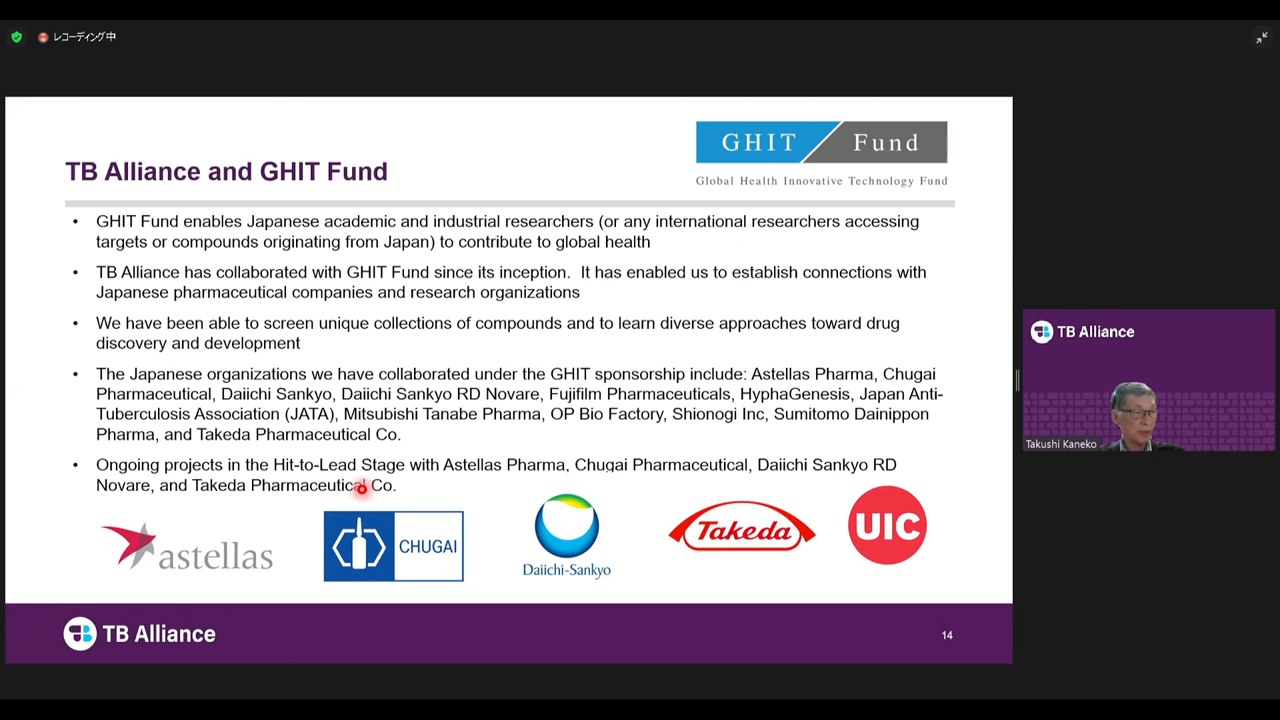 レコーディング中
GHIT Fund
Global Health Innovative Technology Fund
TB Alliance and GHIT Fund
• GHIT Fund enables Japanese academic and industrial researchers (or any international researchers accessing
targets or compounds originating from Japan) to contribute to global health
• TB Alliance has collaborated with GHIT Fund since its inception.  It has enabled us to establish connections with
Japanese pharmaceutical companies and research organizations
• We have been able to screen unique collections of compounds and to learn diverse approaches toward drug
discovery and development
• The Japanese organizations we have collaborated under the GHIT sponsorship include: Astellas Pharma, Chugai
Pharmaceutical, Daiichi Sankyo, Daiichi Sankyo RD Novare, Fujifilm Pharmaceuticals, HyphaGenesis, Japan Anti-
Tuberculosis Association (JATA), Mitsubishi Tanabe Pharma, OP Bio Factory, Shionogi Inc, Sumitomo Dainippon
Pharma, and Takeda Pharmaceutical Co.
• Ongoing projects in the Hit-to-Lead Stage with Astellas Pharma, Chugai Pharmaceutical, Daiichi Sankyo RD
Novare, and Takeda Pharmaceutical Co.
astellas
CHUGAI
Daiichi-Sankyo
Takeda
UIC
TB Alliance
14
TB Alliance
Takushi Kaneko